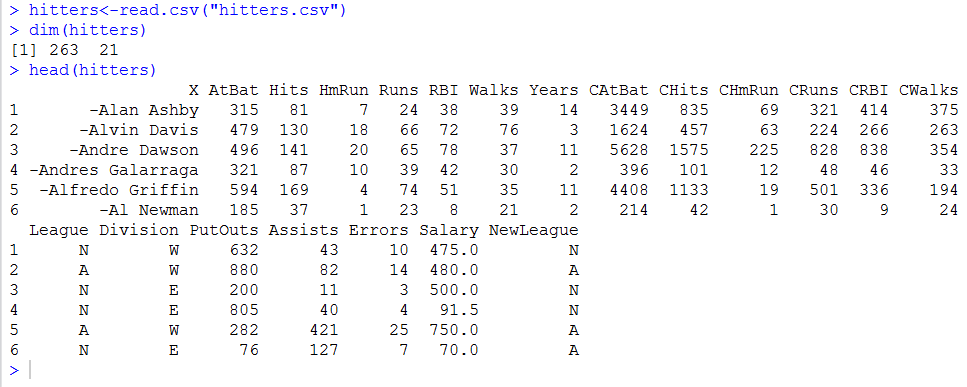 > hitters<-read.csv("hitters.csv")
> dim(hitters)
[1] 263  21
> head(hitters)
                  X AtBat Hits HmRun Runs RBI Walks Years CAtBat CHits CHmRun CRuns CRBI CWalks
1       -Alan Ashby   315   81     7   24  38    39    14   3449   835     69   321  414    375
2      -Alvin Davis   479  130    18   66  72    76     3   1624   457     63   224  266    263
3     -Andre Dawson   496  141    20   65  78    37    11   5628  1575    225   828  838    354
4 -Andres Galarraga   321   87    10   39  42    30     2    396   101     12    48   46     33
5  -Alfredo Griffin   594  169     4   74  51    35    11   4408  1133     19   501  336    194
6        -Al Newman   185   37     1   23   8    21     2    214    42      1    30    9     24
  League Division PutOuts Assists Errors Salary NewLeague
1      N        W     632      43     10  475.0         N
2      A        W     880      82     14  480.0         A
3      N        E     200      11      3  500.0         N
4      N        E     805      40      4   91.5         N
5      A        W     282     421     25  750.0         A
6      N        E      76     127      7   70.0         A
>